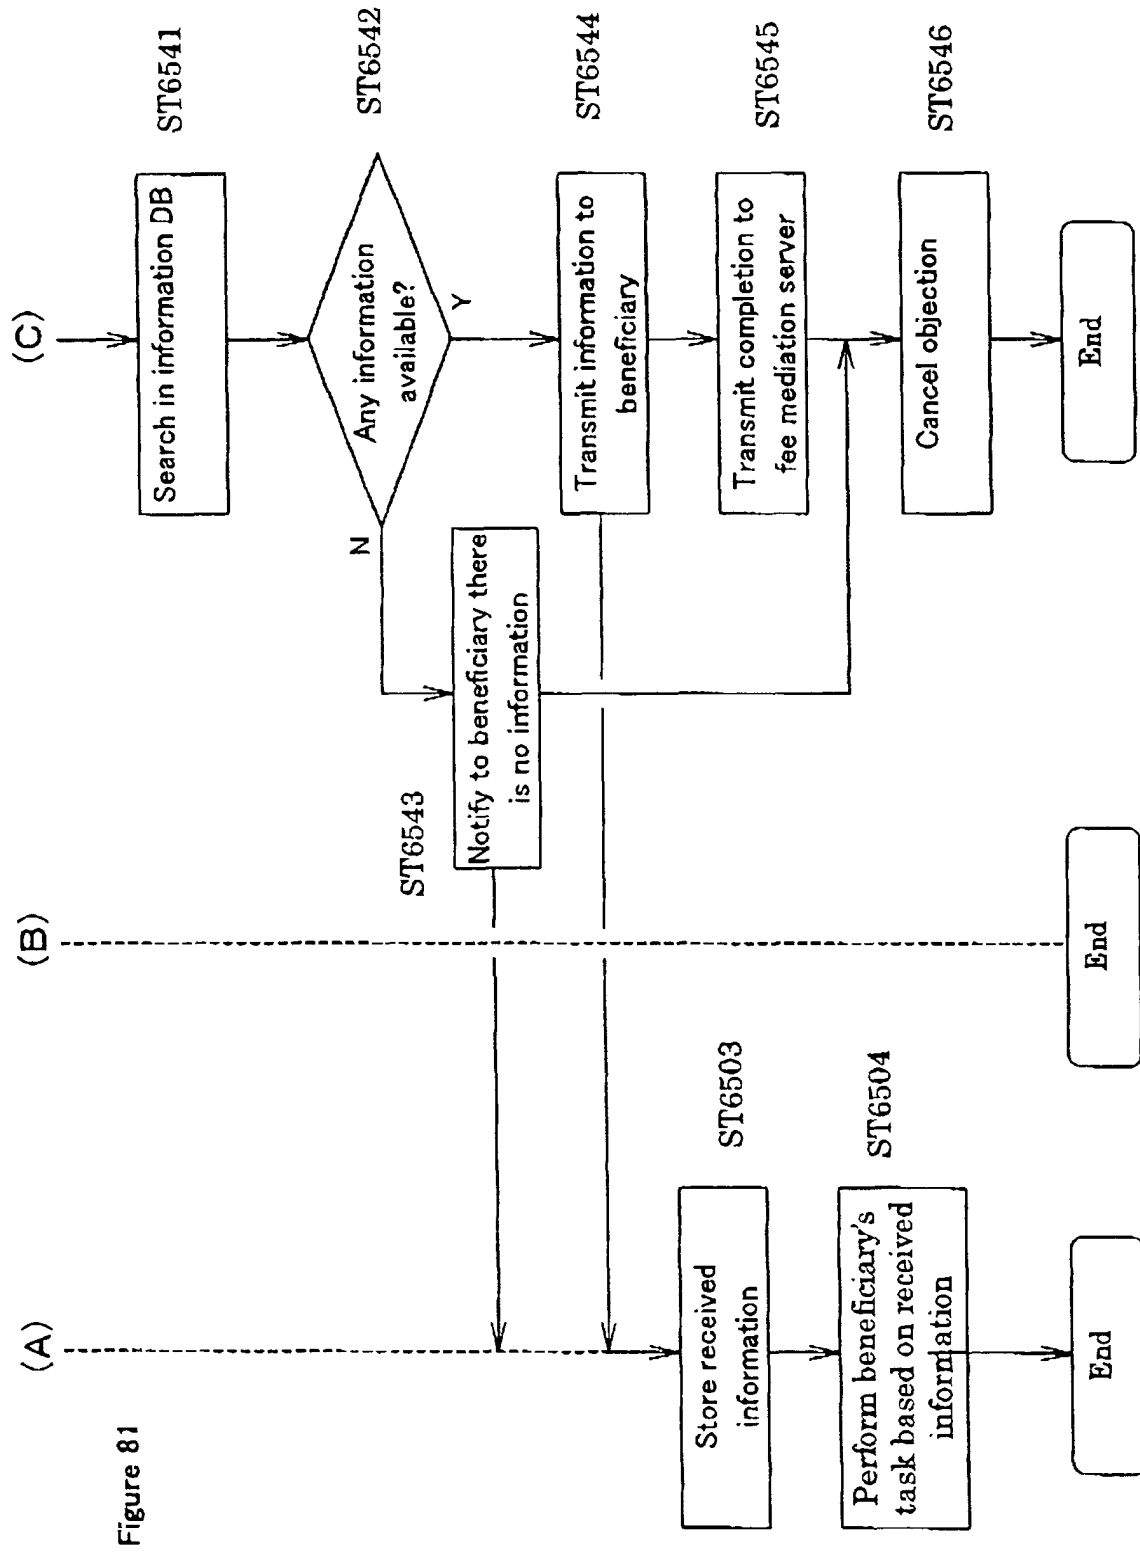 Figure 81
(A)
(B)
(C)
Search in information DB
ST6541
Any information
available?
ST6542
N
Y
ST6543
Notify to beneficiary there
is no information
Transmit information to
beneficiary
ST6544
Transmit completion to
fee mediation server
ST6545
Cancel objection
ST6546
End
End
Store received
information
ST6503
Perform beneficiary's
task based on received
information
ST6504
End